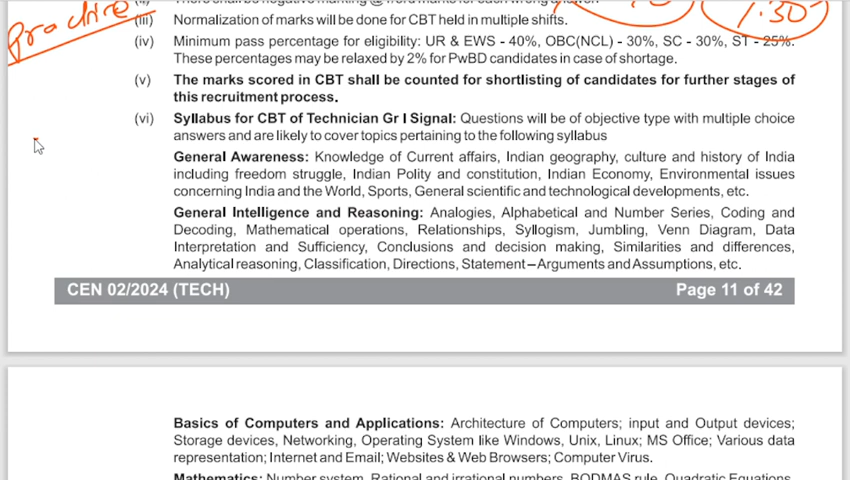 Practice
1.30
(iii) Normalization of marks will be done for CBT held in multiple shifts.
(iv) Minimum pass percentage for eligibility: UR & EWS - 40%, OBC(NCL) - 30%, SC - 30%, ST - 25%.
These percentages may be relaxed by 2% for PwBD candidates in case of shortage.
(v) The marks scored in CBT shall be counted for shortlisting of candidates for further stages of
this recruitment process.
(vi) Syllabus for CBT of Technician Gr I Signal: Questions will be of objective type with multiple choice
answers and are likely to cover topics pertaining to the following syllabus
General Awareness: Knowledge of Current affairs, Indian geography, culture and history of India
including freedom struggle, Indian Polity and constitution, Indian Economy, Environmental issues
concerning India and the World, Sports, General scientific and technological developments, etc.
General Intelligence and Reasoning: Analogies, Alphabetical and Number Series, Coding and
Decoding, Mathematical operations, Relationships, Syllogism, Jumbling, Venn Diagram, Data
Interpretation and Sufficiency, Conclusions and decision making, Similarities and differences,
Analytical reasoning, Classification, Directions, Statement–Arguments and Assumptions, etc.
CEN 02/2024 (TECH) Page 11 of 42
Basics of Computers and Applications: Architecture of Computers; input and Output devices;
Storage devices, Networking, Operating System like Windows, Unix, Linux; MS Office; Various data
representation; Internet and Email; Websites & Web Browsers; Computer Virus.
Mathematics: Number system, Rational and irrational numbers, BODMAS rule, Quadratic Equations,